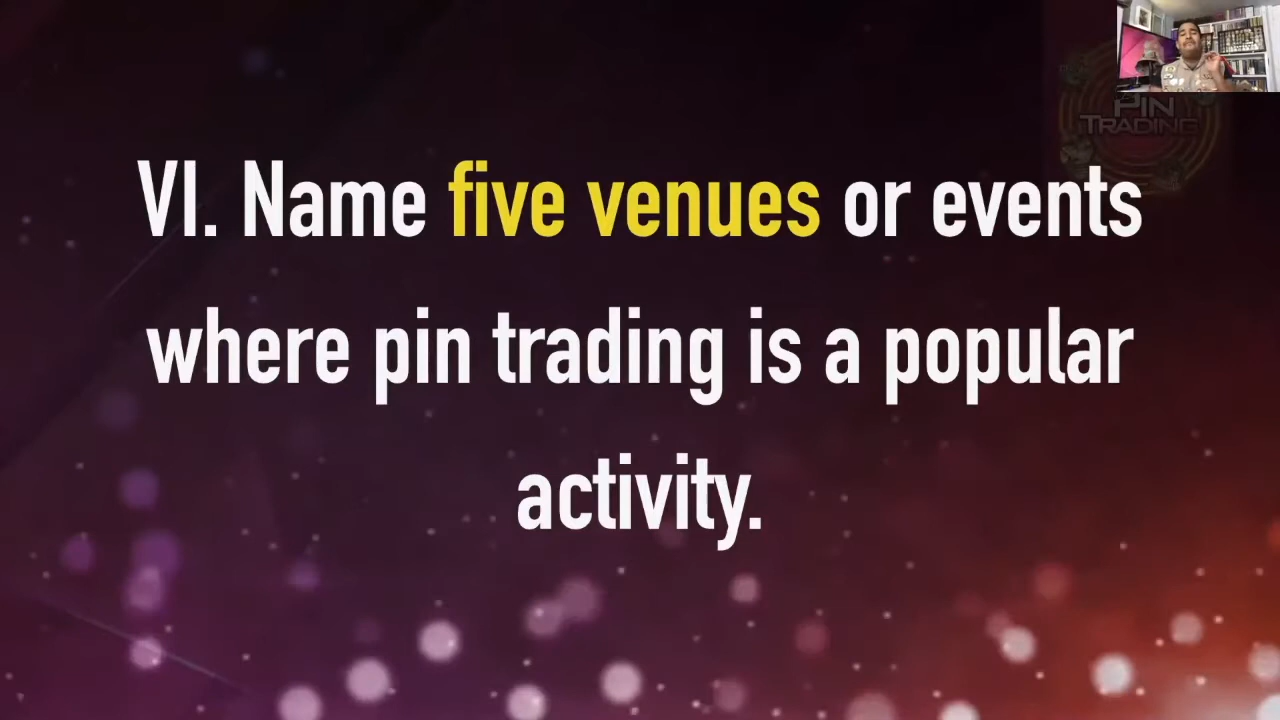 PIN
TRADING
VI. Name five venues or events
where pin trading is a popular
activity.